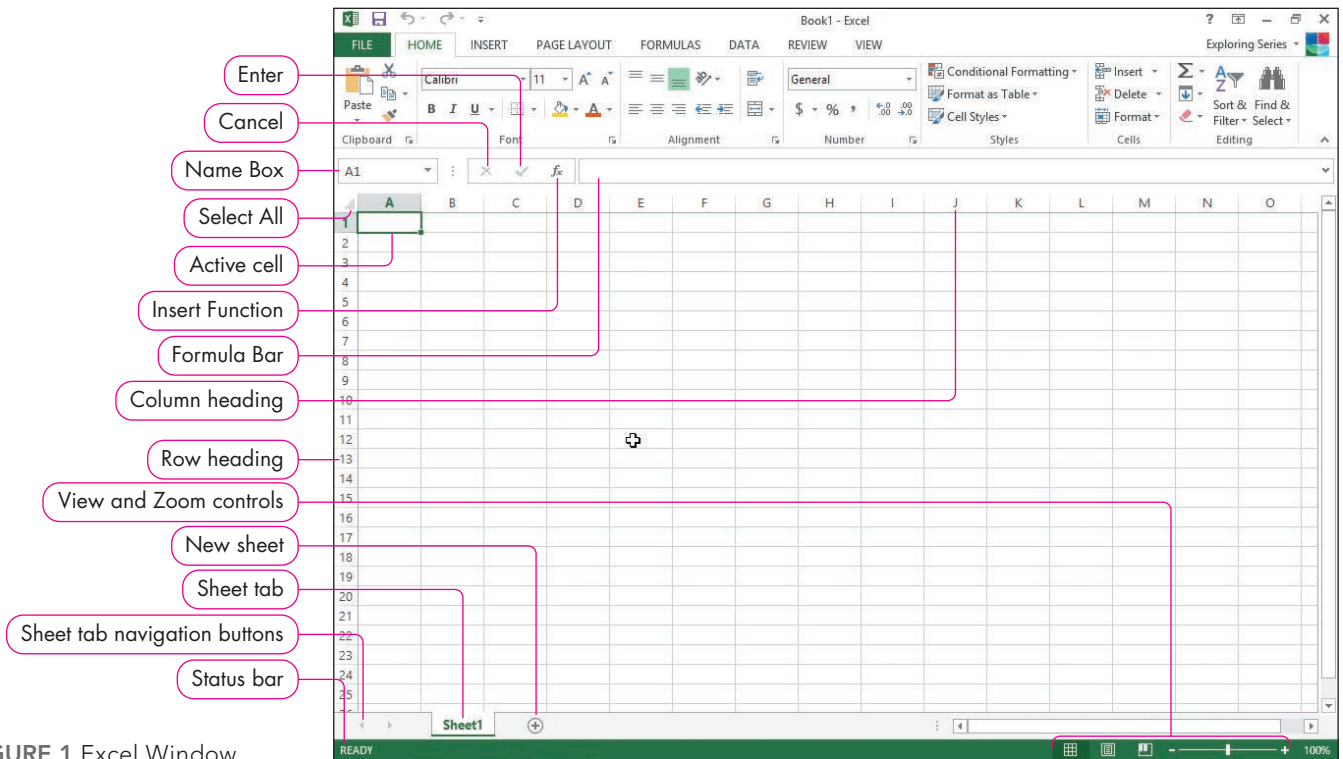 Book1 - Excel
?
FILE HOME INSERT PAGE LAYOUT FORMULAS DATA REVIEW VIEW Exploring Series
Calibri 11 A A General Conditional Formatting Insert Σ
Paste Format as Table Delete Sort & Find &
B I U A $ % , .00 .00 Cell Styles Format Filter Select
Clipboard Font Alignment Number Styles Cells Editing
A1 fx
A B C D E F G H I J K L M N O
1
2
3
4
5
6
7
8
9
10
11
12
13
14
15
16
17
18
19
20
21
22
23
24
25
Sheet1
READY 100%
Enter
Cancel
Name Box
Select All
Active cell
Insert Function
Formula Bar
Column heading
Row heading
View and Zoom controls
New sheet
Sheet tab
Sheet tab navigation buttons
Status bar
GURE 1 Excel Window